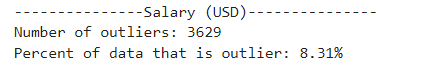 ---------------Salary (USD)---------------
Number of outliers: 3629
Percent of data that is outlier: 8.31%